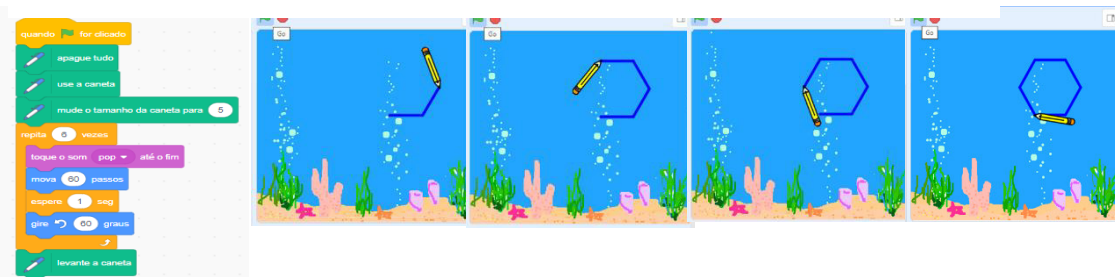 quando for clicado
apague tudo
use a caneta
mude o tamanho da caneta para 5
repita 6 vezes
toque o som pop até o fim
mova 60 passos
espere 1 seg
gire 60 graus
levante a caneta
Go
Go
Go
Go